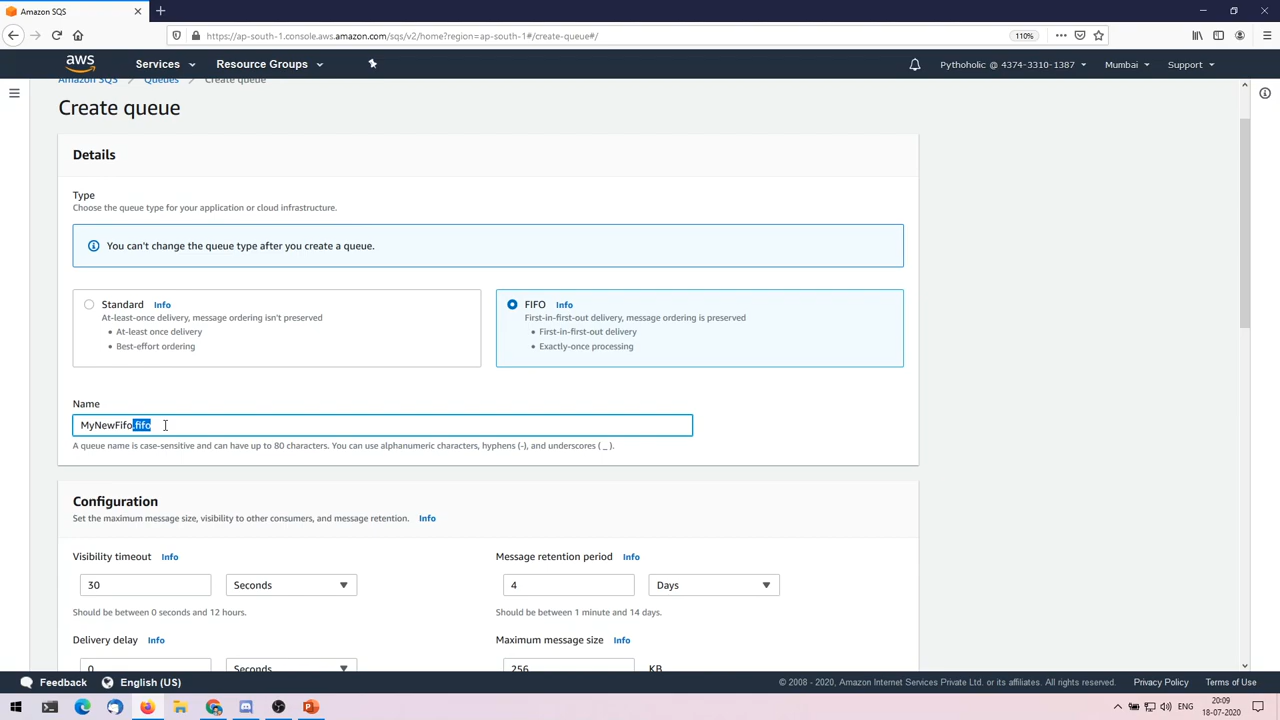 Amazon SQS
https://ap-south-1.console.aws.amazon.com/sqs/v2/home?region=ap-south-1#/create-queue#/
110%
aws
Services
Resource Groups
Pythoholic @ 4374-3310-1387
Mumbai
Support
Amazon SQS
Queues
Create queue
Create queue
Details
Type
Choose the queue type for your application or cloud infrastructure.
You can't change the queue type after you create a queue.
Standard Info
At-least-once delivery, message ordering isn't preserved
• At-least once delivery
• Best-effort ordering
FIFO Info
First-in-first-out delivery, message ordering is preserved
• First-in-first-out delivery
• Exactly-once processing
Name
MyNewFifo.fifo
A queue name is case-sensitive and can have up to 80 characters. You can use alphanumeric characters, hyphens (-), and underscores ( _ ).
Configuration
Set the maximum message size, visibility to other consumers, and message retention. Info
Visibility timeout Info
30 Seconds
Should be between 0 seconds and 12 hours.
Message retention period Info
4 Days
Should be between 1 minute and 14 days.
Delivery delay Info
0 Seconds
Maximum message size Info
256 KB
Feedback
English (US)
© 2008 - 2020, Amazon Internet Services Private Ltd. or its affiliates. All rights reserved.
Privacy Policy
Terms of Use
ENG
20:09
18-07-2020